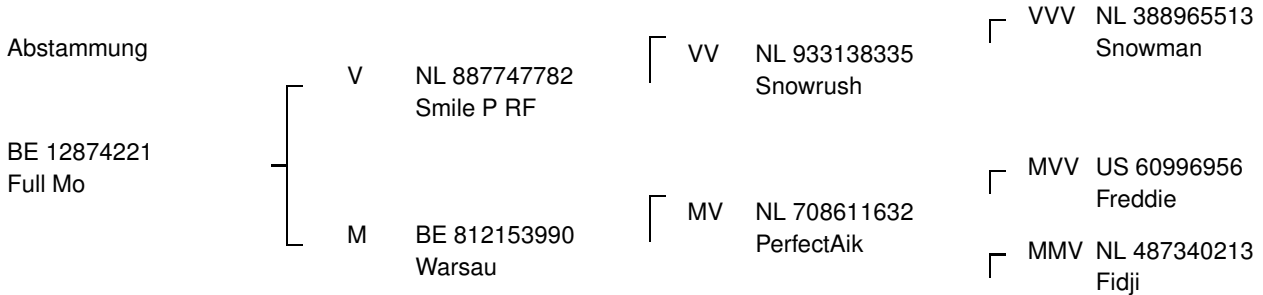 Abstammung
BE 12874221
Full Mo
V NL 887747782
Smile P RF
M BE 812153990
Warsau
VV NL 933138335
Snowrush
MV NL 708611632
PerfectAik
VVV NL 388965513
Snowman
MVV US 60996956
Freddie
MMV NL 487340213
Fidji